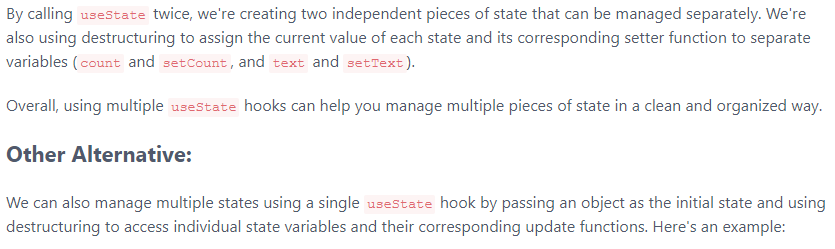 By calling useState twice, we're creating two independent pieces of state that can be managed separately. We're
also using destructuring to assign the current value of each state and its corresponding setter function to separate
variables (count and setCount, and text and setText).
Overall, using multiple useState hooks can help you manage multiple pieces of state in a clean and organized way.
Other Alternative:
We can also manage multiple states using a single useState hook by passing an object as the initial state and using
destructuring to access individual state variables and their corresponding update functions. Here's an example: